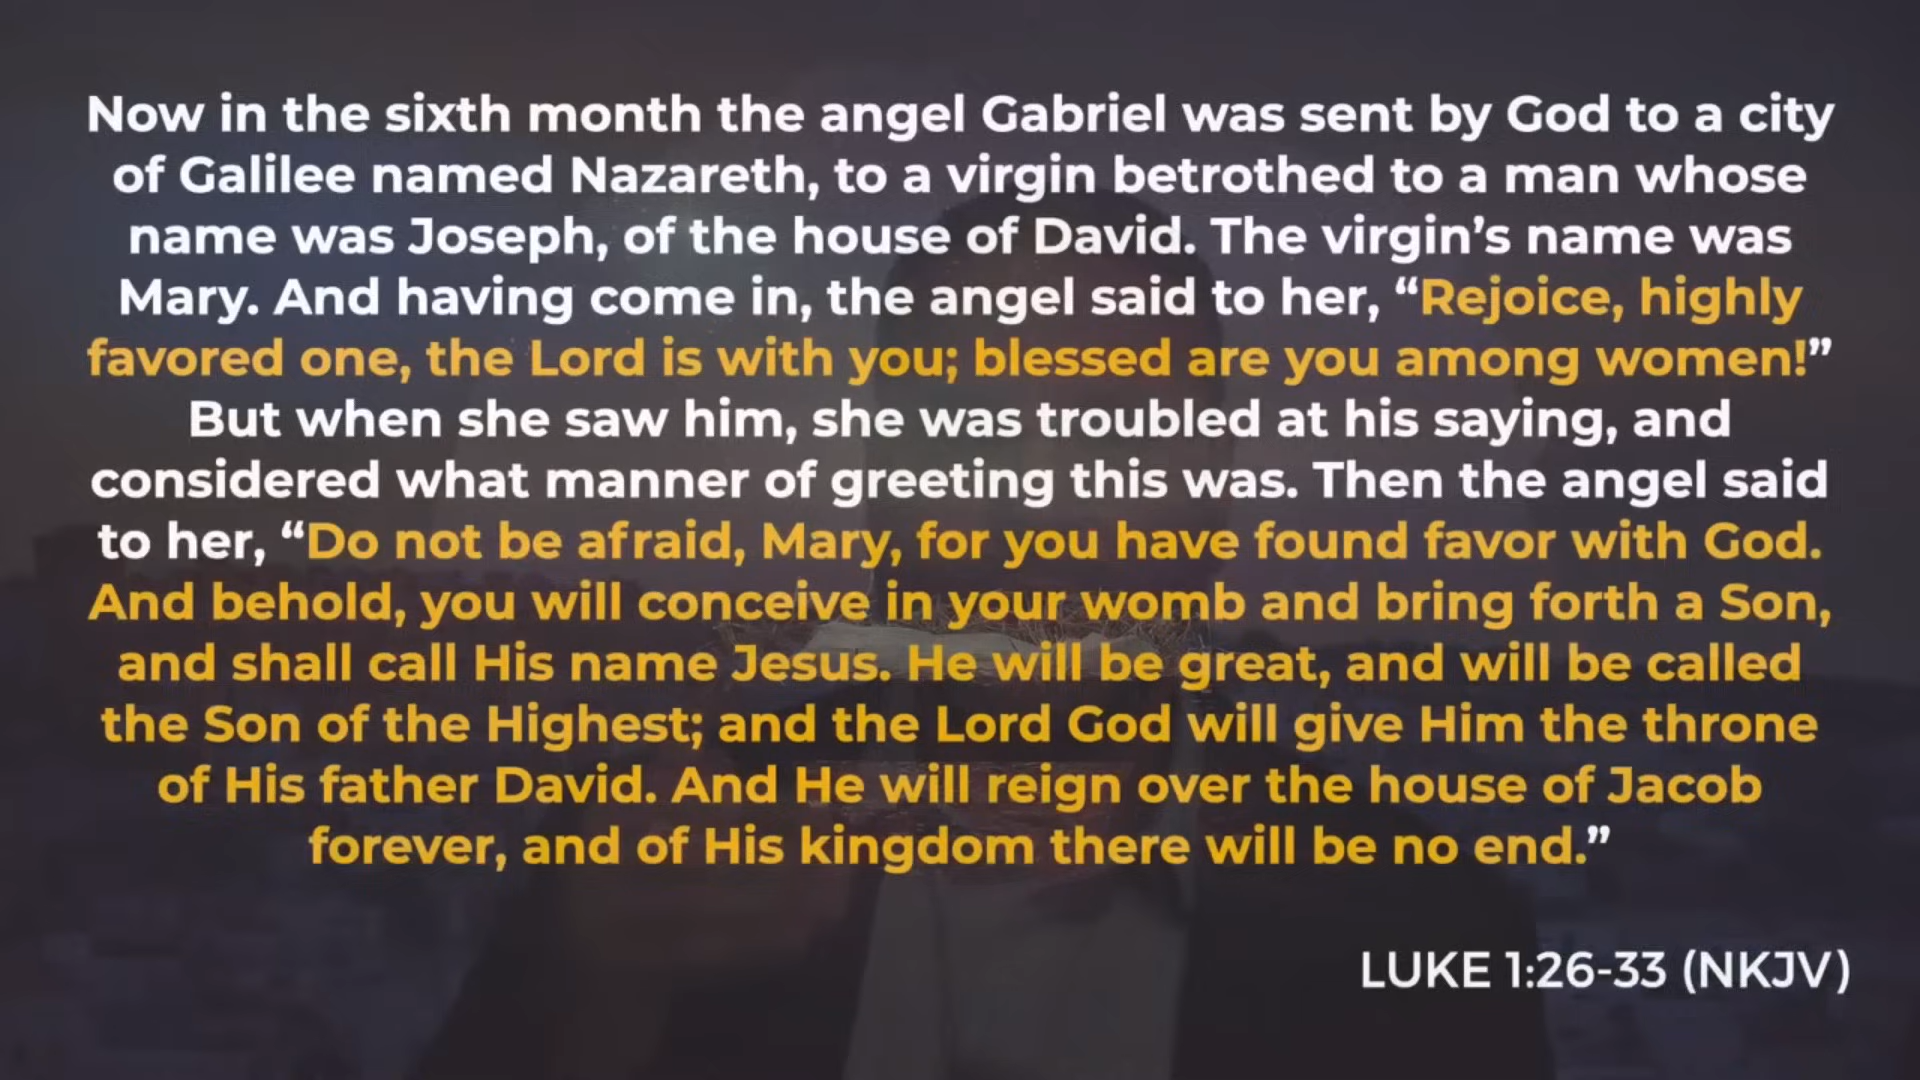 Now in the sixth month the angel Gabriel was sent by God to a city
of Galilee named Nazareth, to a virgin betrothed to a man whose
name was Joseph, of the house of David. The virgin’s name was
Mary. And having come in, the angel said to her, “Rejoice, highly
favored one, the Lord is with you; blessed are you among women!”
But when she saw him, she was troubled at his saying, and
considered what manner of greeting this was. Then the angel said
to her, “Do not be afraid, Mary, for you have found favor with God.
And behold, you will conceive in your womb and bring forth a Son,
and shall call His name Jesus. He will be great, and will be called
the Son of the Highest; and the Lord God will give Him the throne
of His father David. And He will reign over the house of Jacob
forever, and of His kingdom there will be no end.”
LUKE 1:26-33 (NKJV)